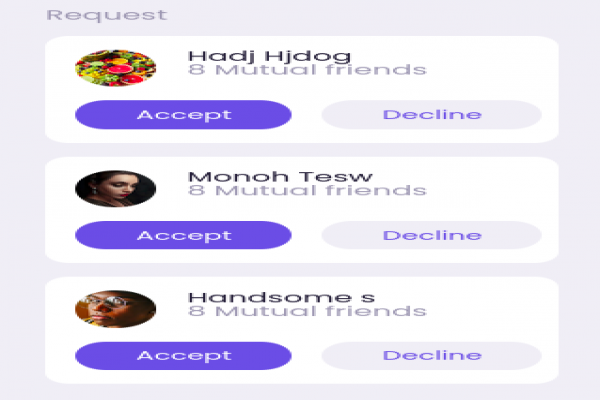 Request
Hadj Hjdog
8 Mutual friends
Accept
Decline
Monoh Tesw
8 Mutual friends
Accept
Decline
Handsome s
8 Mutual friends
Accept
Decline